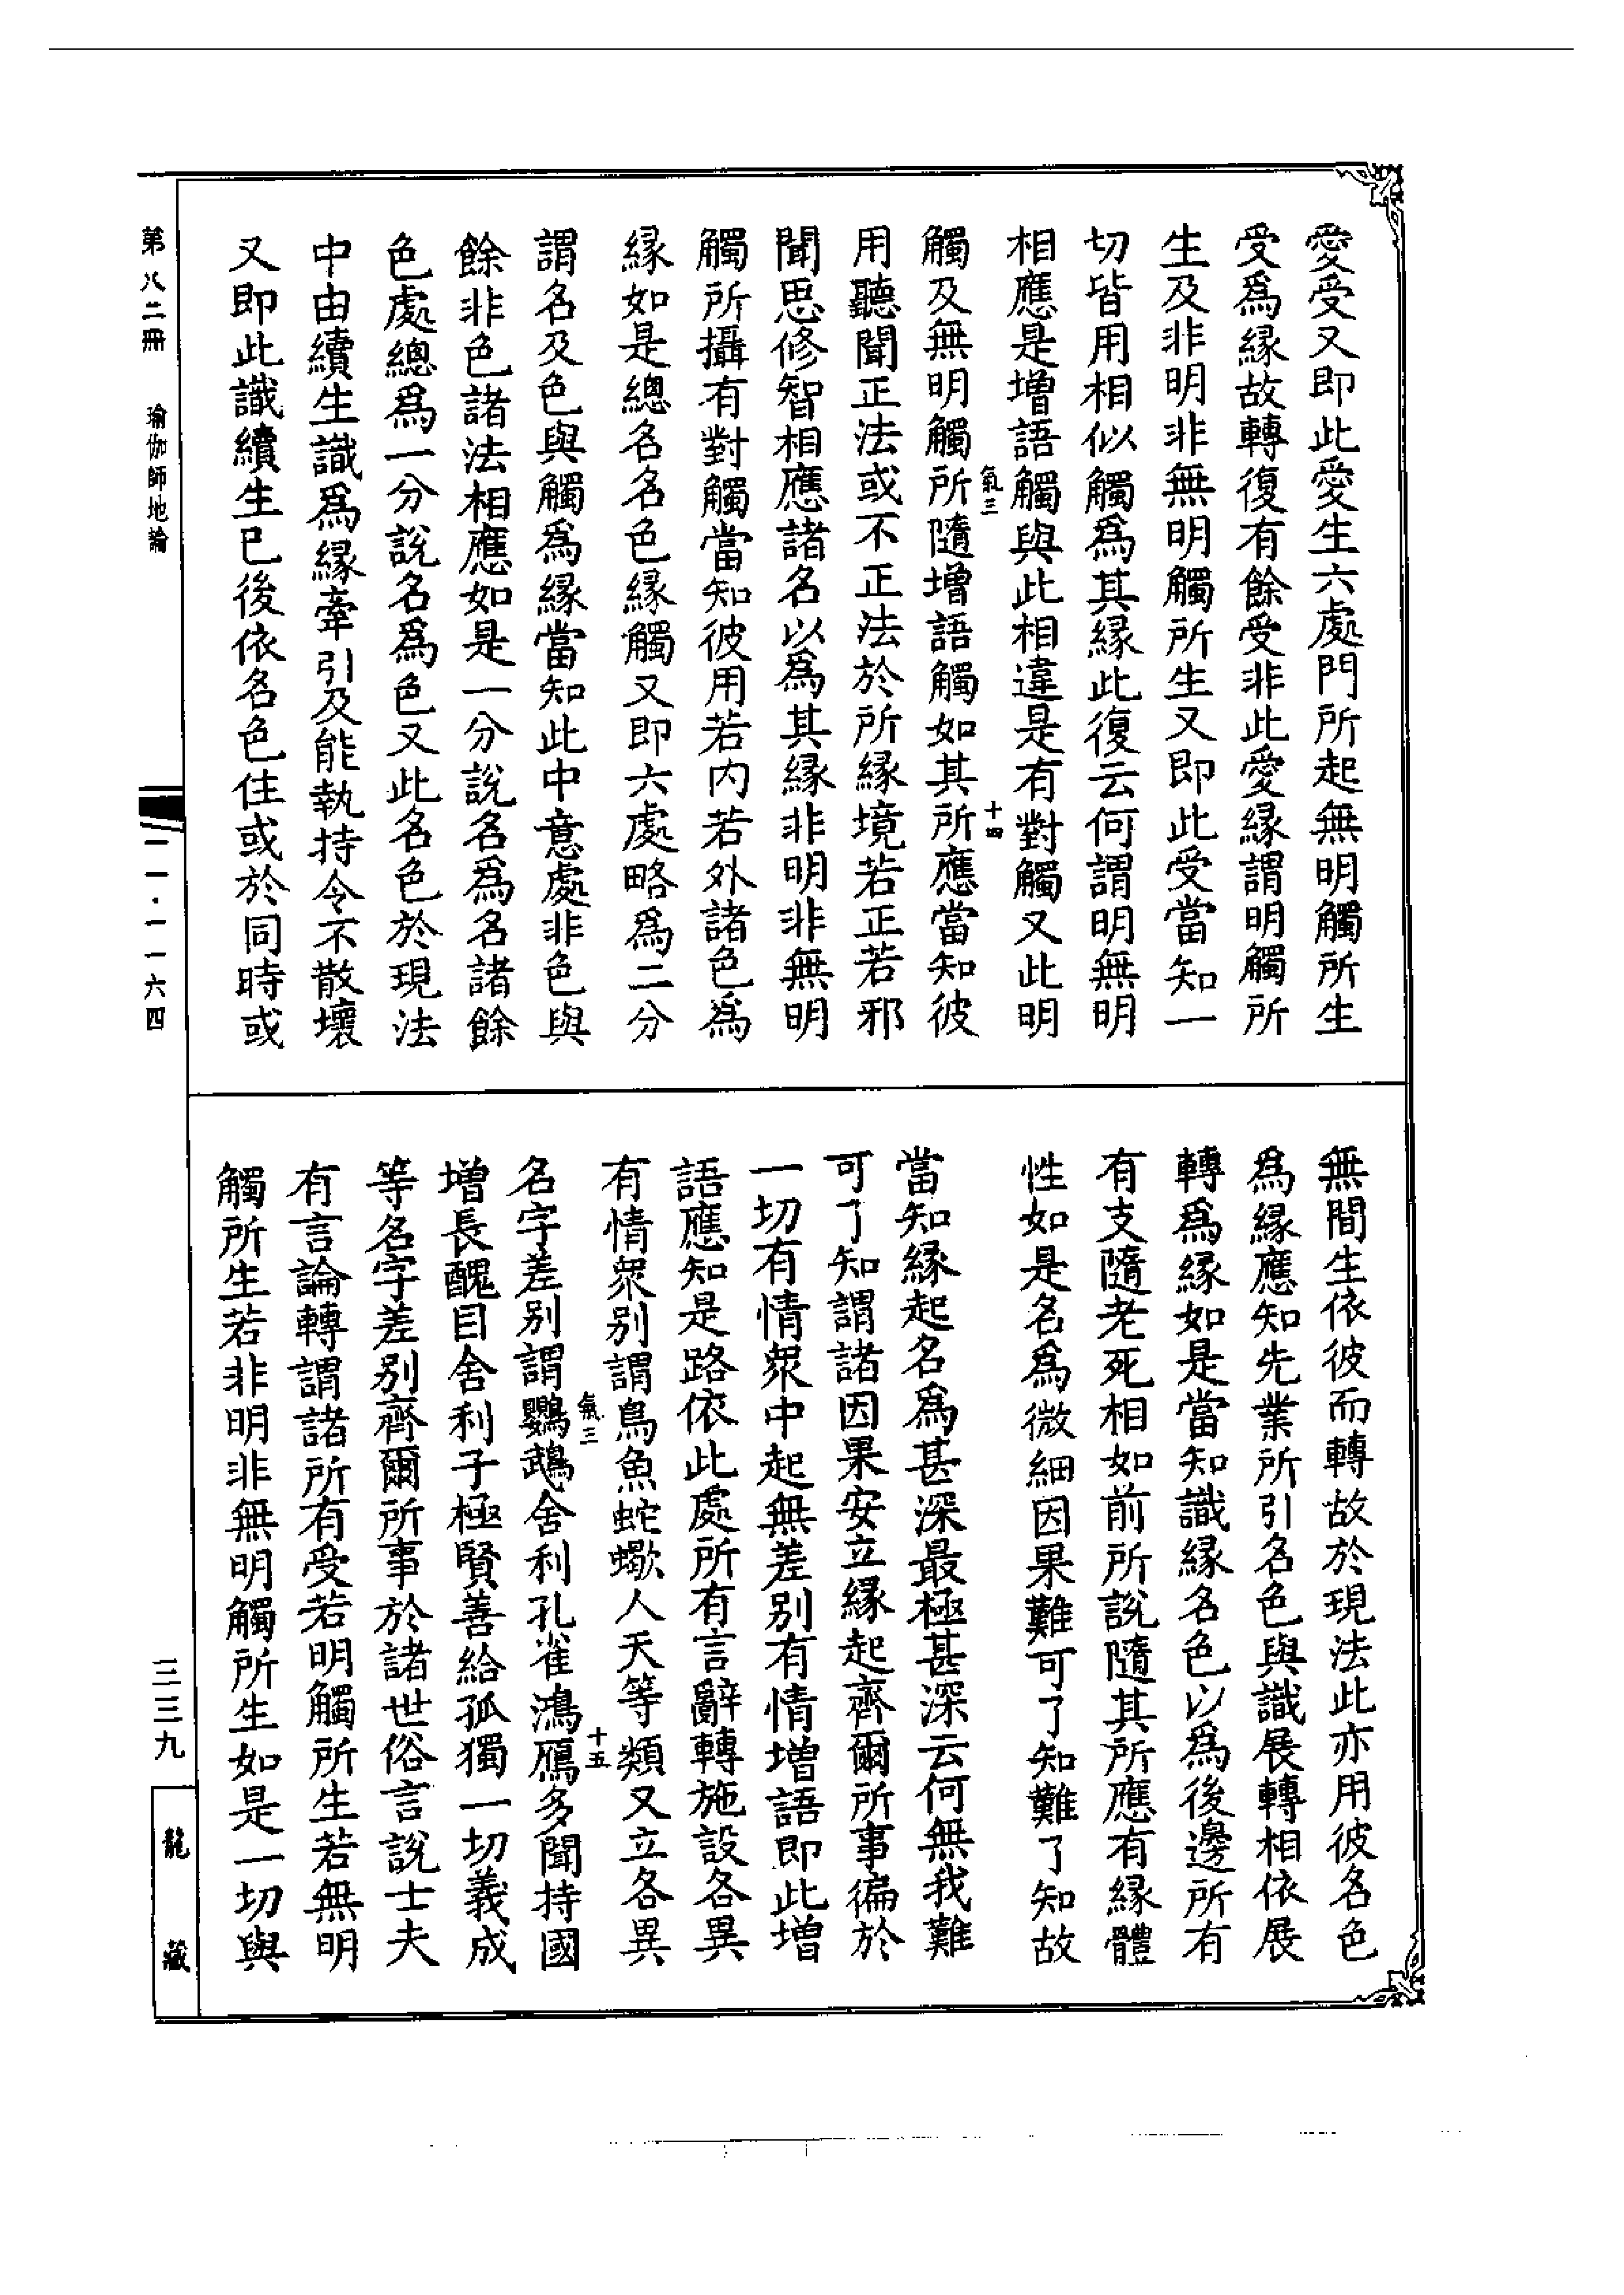 愛受又即此愛生六處門所起無明觸所生
受爲緣故轉復有餘受非此愛緣謂明觸所
生及非明非無明觸所生又即此受當知一
切皆用相似觸爲其緣此復云何謂明無明
相應是增語觸與此相違是有對觸又此明
氣三
十四
觸及無明觸所隨增語觸如其所應當知彼
用聽聞正法或不正法於所緣境若正若邪
聞思修智相應諸名以爲其緣非明非無明
觸所攝有對觸當知彼用若内若外諸色爲
緣如是總名名色緣觸又即六處略爲二分
謂名及色與觸爲緣當知此中意處非色與
餘非色諸法相應如是一分說名爲名諸餘
色處總爲一分說名爲色又此名色於現法
中由續生識爲緣牽引及能執持令不散壞
又即此識續生已後依名色住或於同時或
無間生依彼而轉故於現法此亦用彼名色
爲緣應知先業所引名色與識展轉相依展
轉爲緣如是當知識緣名色以爲後邊所有
有支隨老死相如前所說隨其所應有緣體
性如是名爲微細因果難可了知難了知故
當知緣起名爲甚深最極甚深云何無我難
可了知謂諸因果安立緣起齊爾所事徧於
一切有情衆中起無差別有情增語即此增
語應知是路依此處所有言辭轉施設各異
有情衆別謂鳥魚蛇蠍人天等類又立各異
氣三
十五
名字差別謂鸚鵡舍利孔雀鴻鴈多聞持國
增長醜目舍利子極賢善給孤獨一切義成
等名字差別齊爾所事於諸世俗言說士夫
有言論轉謂諸所有受若明觸所生若無明
觸所生若非明非無明觸所生如是一切與
第八二冊 瑜伽師地論
一一·一一六四
三三九
龍藏